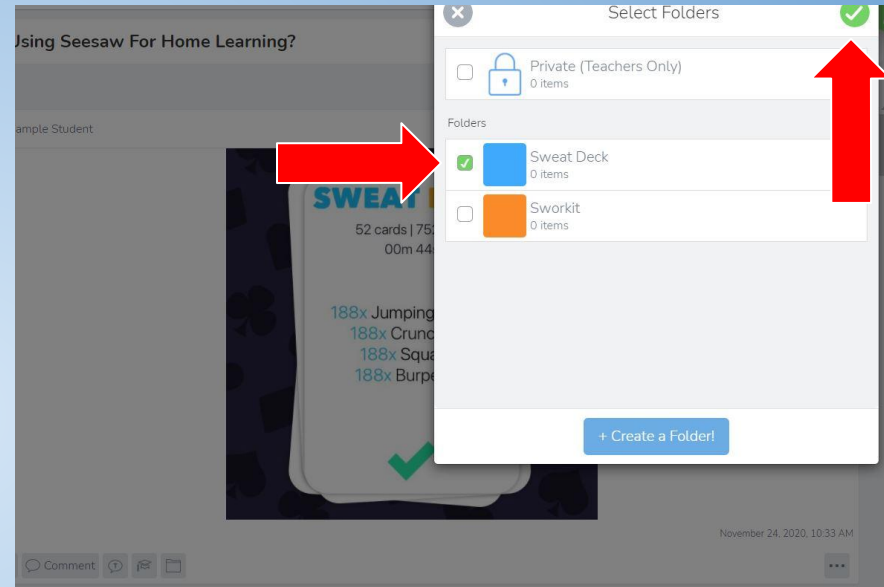 Using Seesaw For Home Learning?
Select Folders
Private (Teachers Only)
0 items
Folders
Sweat Deck
0 items
Sworkit
0 items
+ Create a Folder!
ample Student
SWEAT
52 cards | 752
00m 44
188x Jumping
188x Crunc
188x Squa
188x Burpe
November 24, 2020, 10:33 AM
Comment